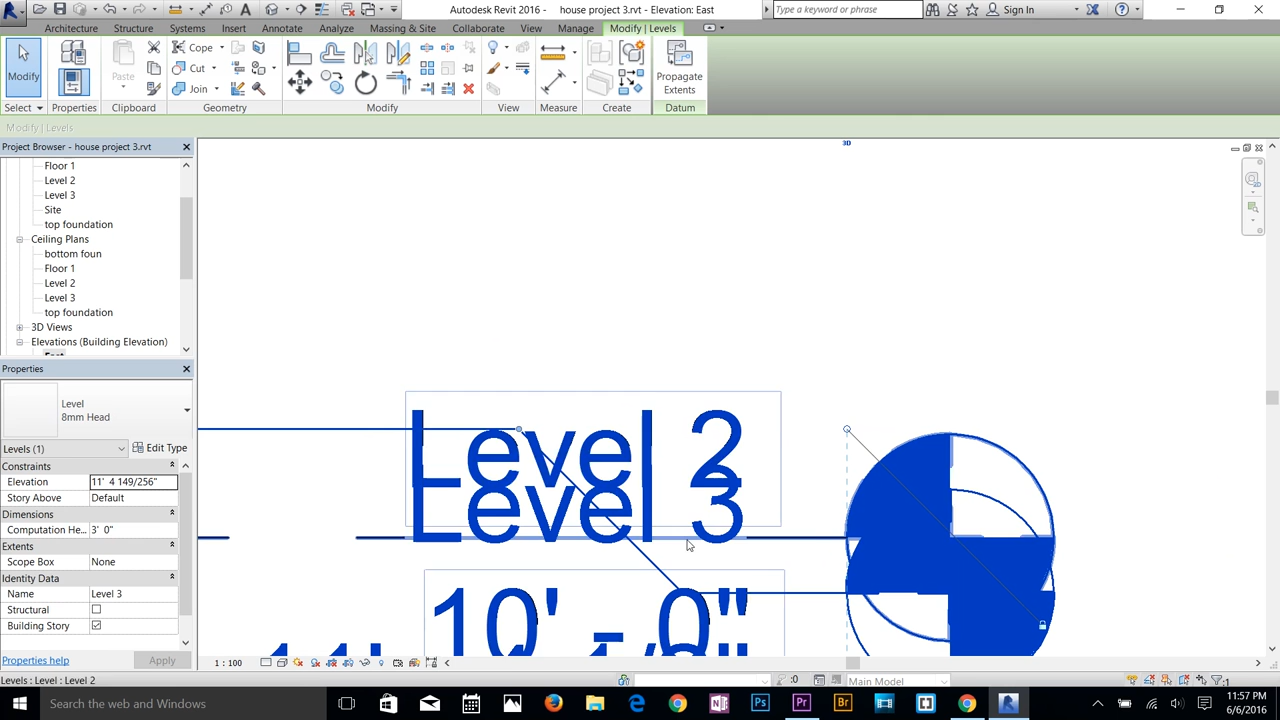 Autodesk Revit 2016 - house project 3.rvt - Elevation: East
Type a keyword or phrase
Sign In
Architecture Structure Systems Insert Annotate Analyze Massing & Site Collaborate View Manage Modify | Levels
Modify
Paste
Cope
Cut
Join
Propagate
Extents
Select Properties Clipboard Geometry Modify View Measure Create Datum
Modify | Levels
Project Browser - house project 3.rvt
Floor 1
Level 2
Level 3
Site
top foundation
Ceiling Plans
bottom foun
Floor 1
Level 2
Level 3
top foundation
3D Views
Elevations (Building Elevation)
East
Properties
Level
8mm Head
Levels (1)
Edit Type
Constraints
Elevation 11' 4 149/256"
Story Above Default
Dimensions
Computation He... 3' 0"
Extents
Scope Box None
Identity Data
Name Level 3
Structural
Building Story
Properties help
Apply
3D
Level 2
Level 3
10' - 0"
1 : 100
Levels : Level : Level 2
:0
Main Model
:1
Search the web and Windows
11:57 PM
6/6/2016